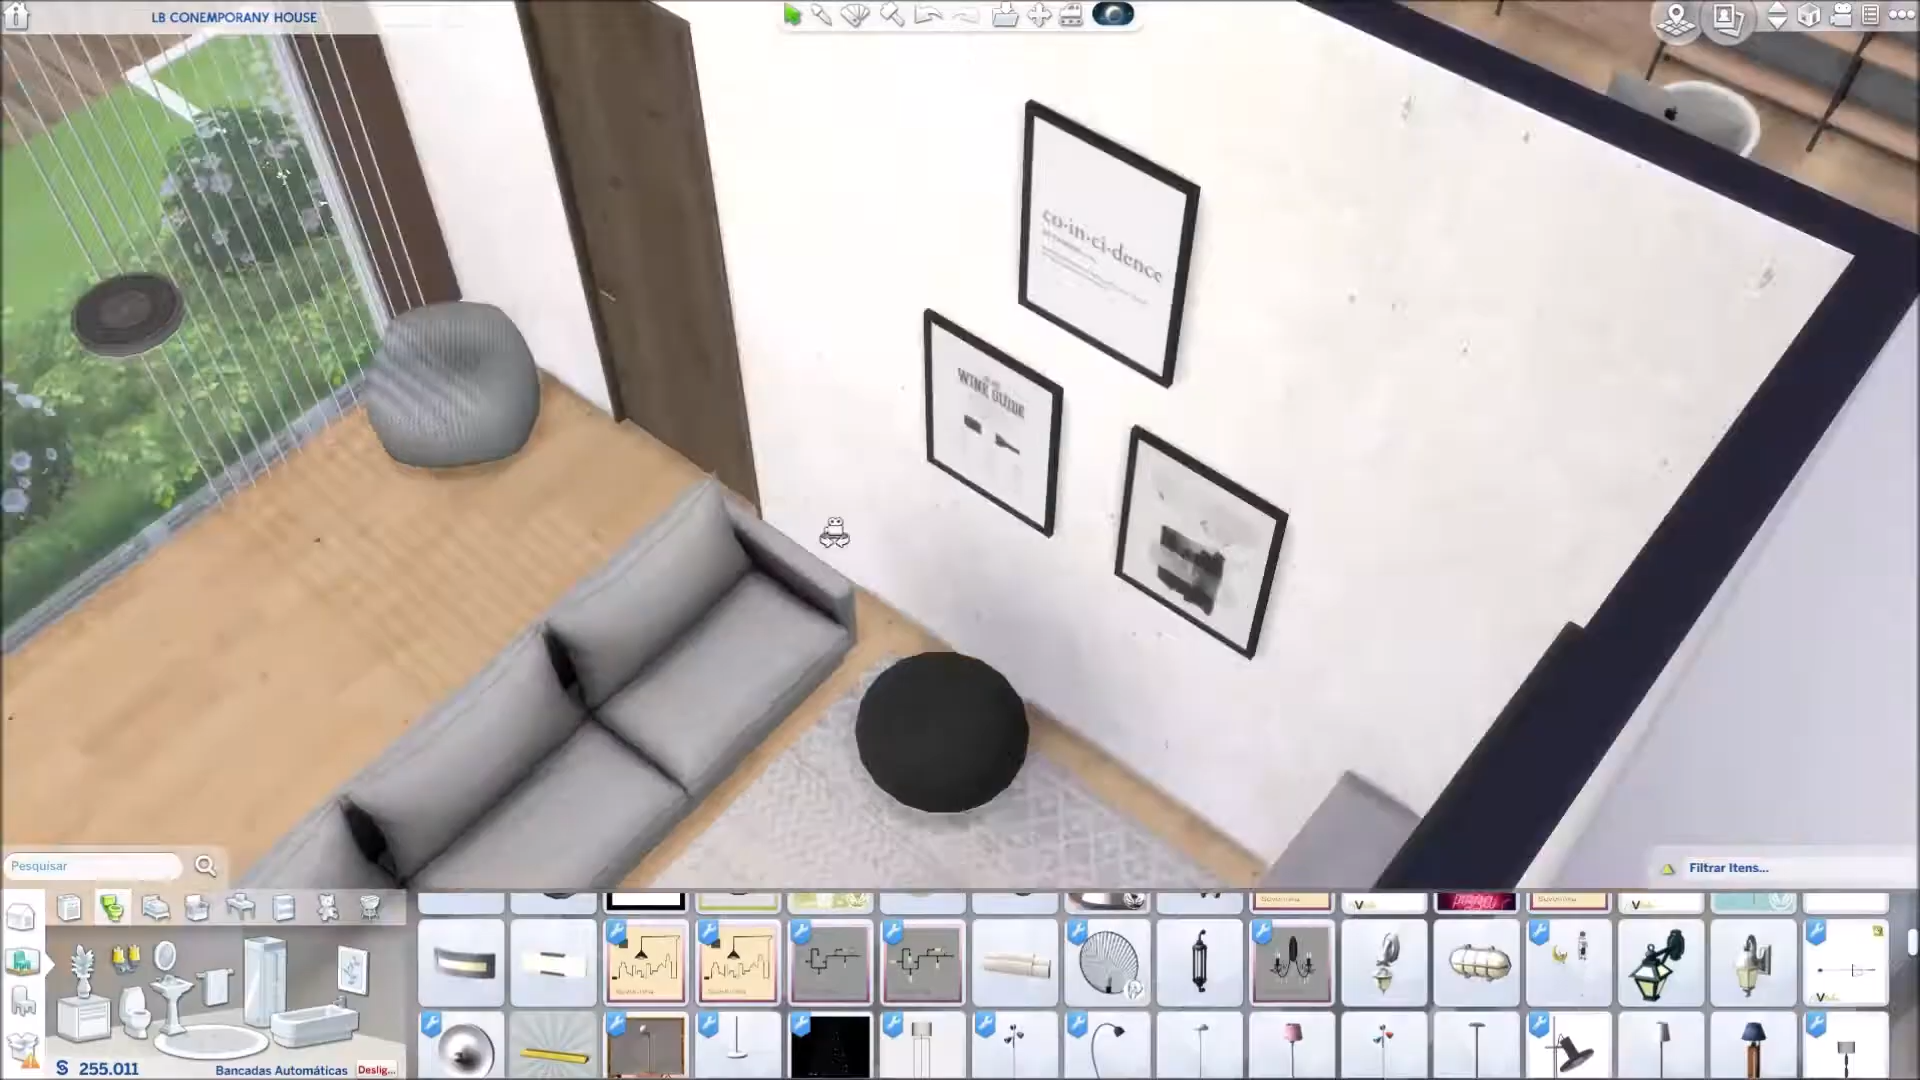 LB CONEMPORANY HOUSE
co·in·ci·dence
WINE GUIDE
Pesquisar
Filtrar Itens...
S 255.011
Bancadas Automáticas
Deslig...